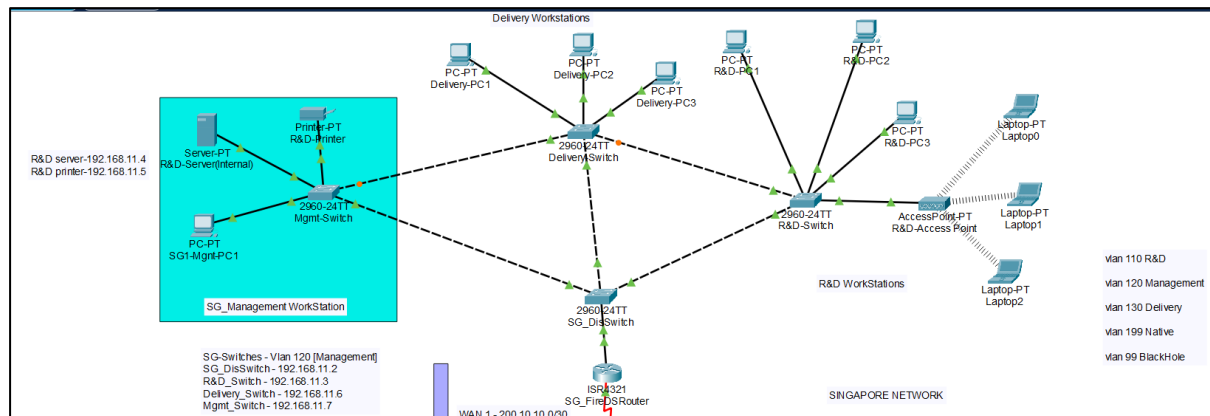 Delivery Workstations
PC-PT
Delivery-PC1
PC-PT
Delivery-PC2
PC-PT
Delivery-PC3
PC-PT
R&D-PC1
PC-PT
R&D-PC2
PC-PT
R&D-PC3
Laptop-PT
Laptop0
Laptop-PT
Laptop1
Laptop-PT
Laptop2
R&D server-192.168.11.4
R&D printer-192.168.11.5
Server-PT
R&D-Server(Internal)
Printer-PT
R&D-Printer
2960-24TT
Mgmt-Switch
PC-PT
SG1-Mgnt-PC1
SG_Management WorkStation
2960-24TT
Delivery Switch
2960-24TT
R&D-Switch
AccessPoint-PT
R&D-Access Point
R&D WorkStations
2960-24TT
SG_DisSwitch
ISR4321
SG_FireDSRouter
vlan 110 R&D
vlan 120 Management
vlan 130 Delivery
vlan 199 Native
vlan 99 BlackHole
SG-Switches - Vlan 120 [Management]
SG_DisSwitch - 192.168.11.2
R&D_Switch - 192.168.11.3
Delivery_Switch - 192.168.11.6
Mgmt_Switch - 192.168.11.7
WAN 1 - 200.10.10.0/30
SINGAPORE NETWORK